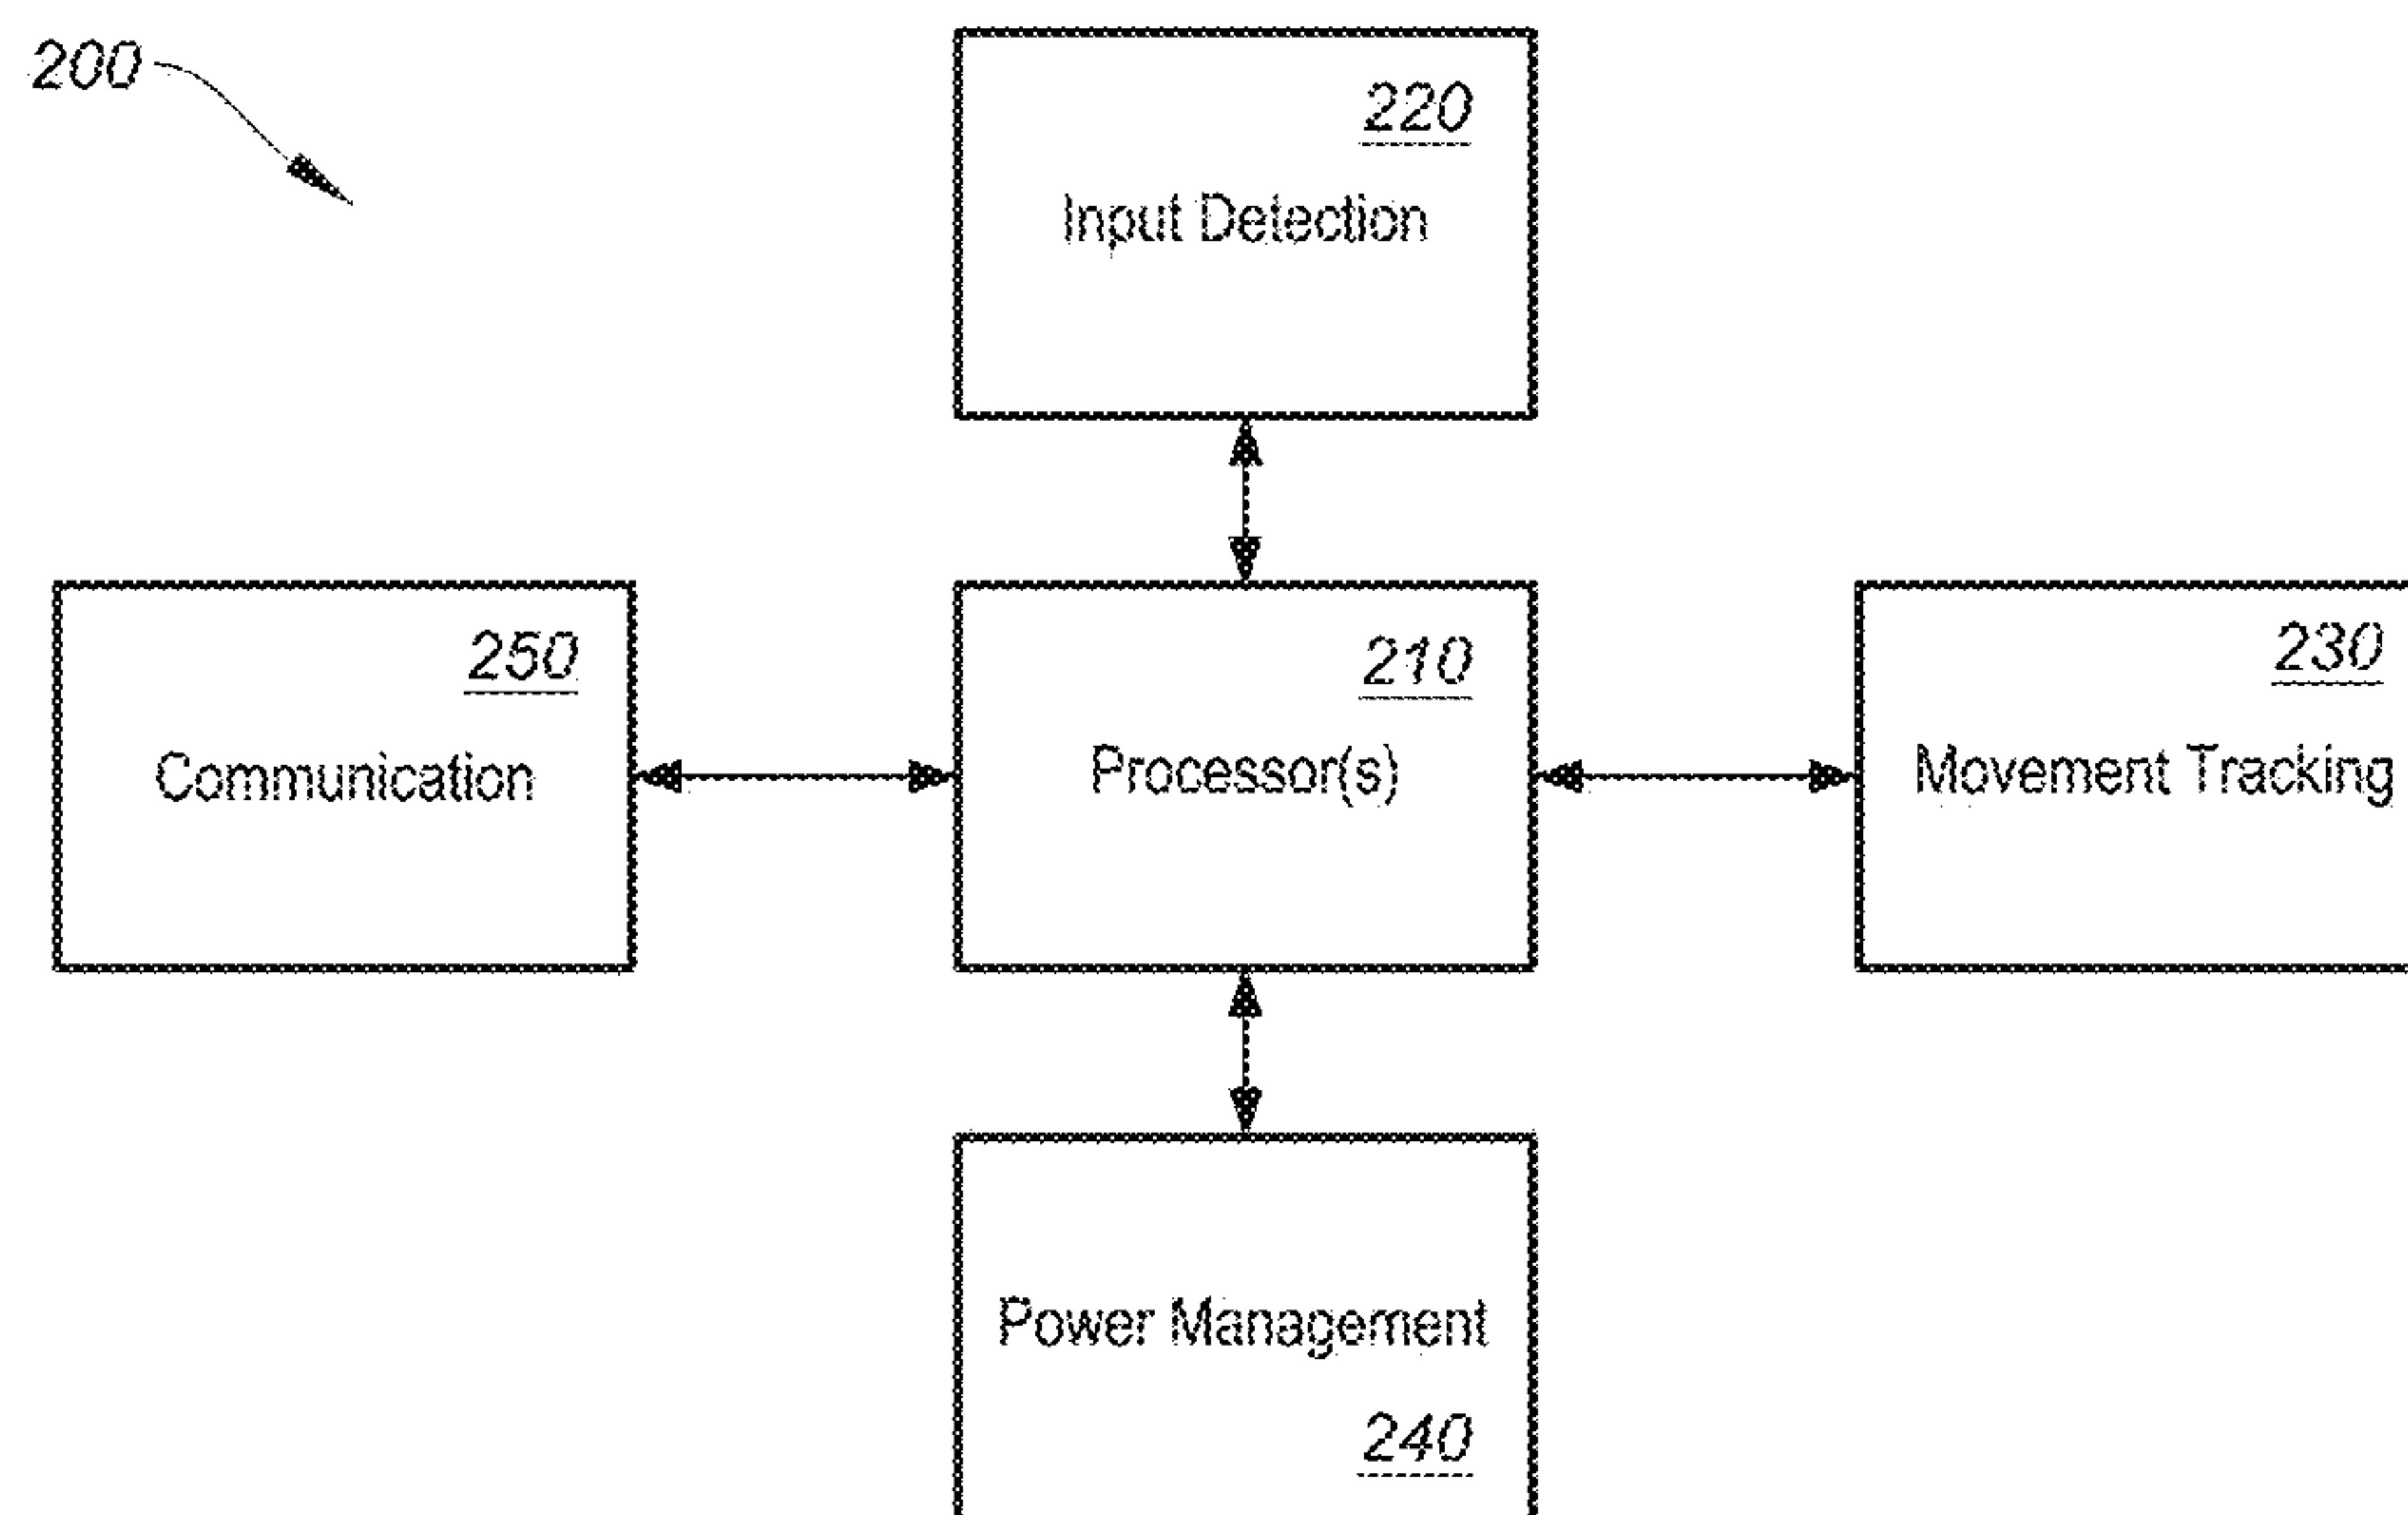 200
220
Input Detection
250
Communication
210
Processor(s)
230
Movement Tracking
Power Management
240